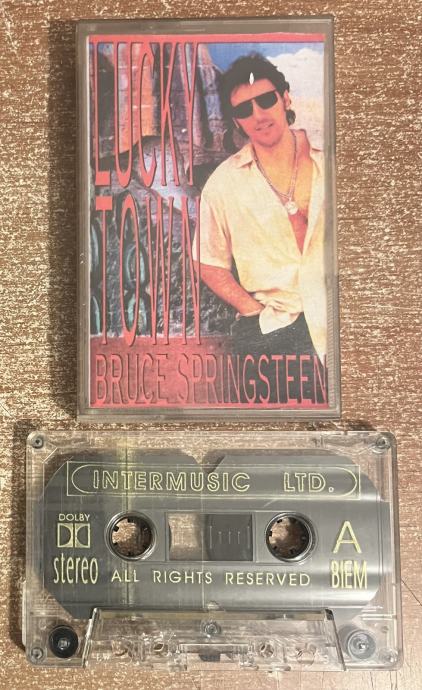 LUCKY
TOWN
BRUCE SPRINGSTEEN
INTERMUSIC LTD.
DOLBY
stereo
ALL RIGHTS RESERVED
A
BIEM